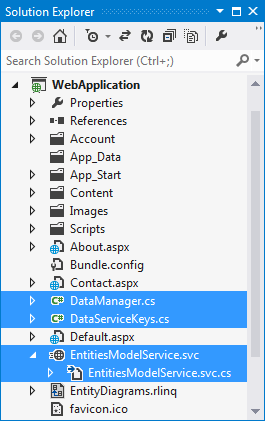 Solution Explorer
Search Solution Explorer (Ctrl+;)
WebApplication
Properties
References
Account
App_Data
App_Start
Content
Images
Scripts
About.aspx
Bundle.config
Contact.aspx
DataManager.cs
DataServiceKeys.cs
Default.aspx
EntitiesModelService.svc
EntitiesModelService.svc.cs
EntityDiagrams.rlinq
favicon.ico